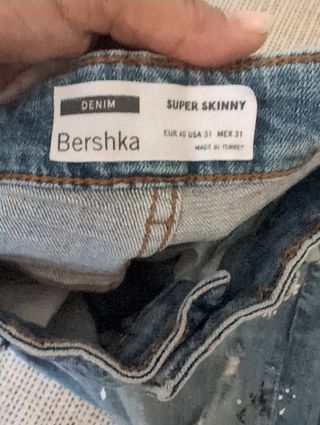 DENIM
Bershka
SUPER SKINNY
EUR 40 USA 31 MEX 31
MADE IN TURKEY